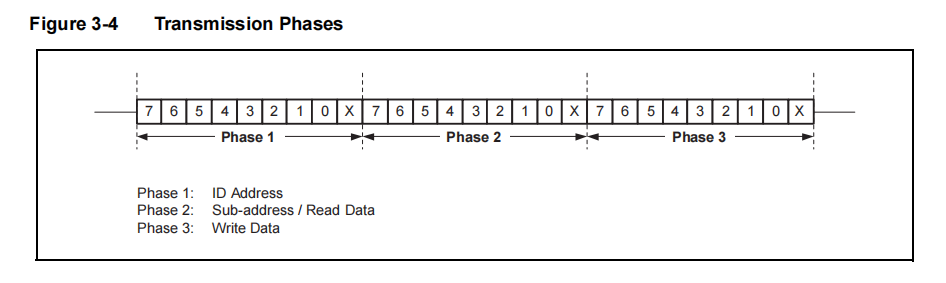 Figure 3-4 Transmission Phases
7 6 5 4 3 2 1 0 X 7 6 5 4 3 2 1 0 X 7 6 5 4 3 2 1 0 X
Phase 1 Phase 2 Phase 3
Phase 1: ID Address
Phase 2: Sub-address / Read Data
Phase 3: Write Data